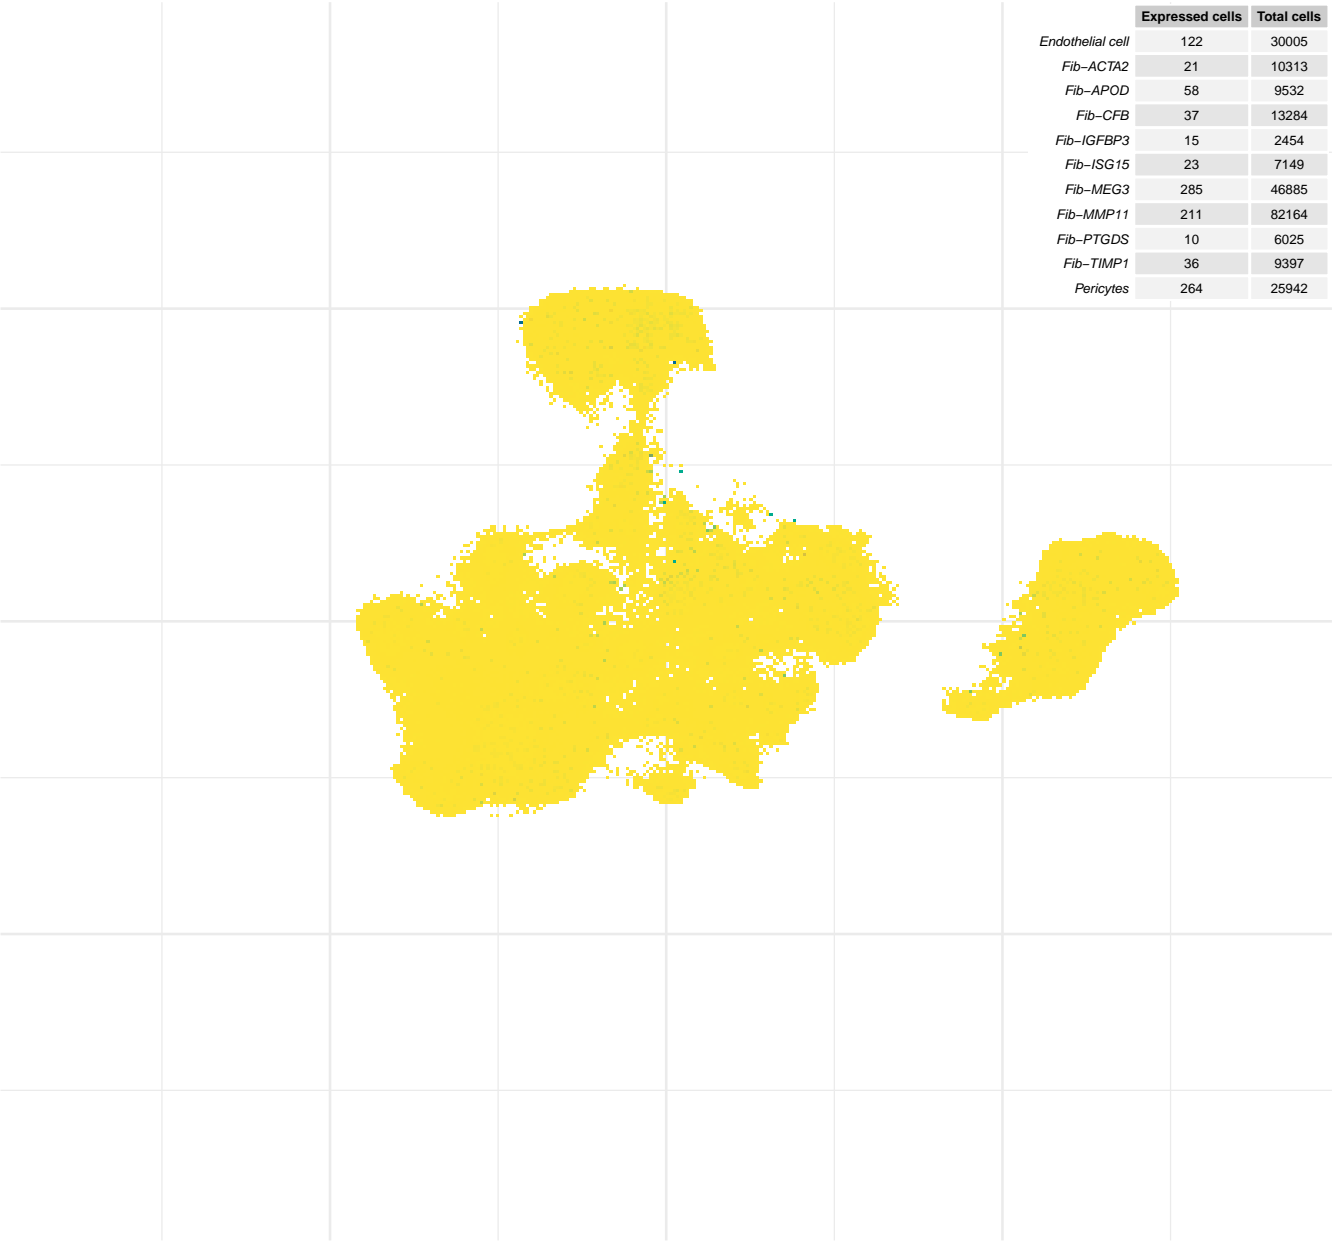 Expressed cells Total cells
Endothelial cell 122 30005
Fib−ACTA2 21 10313
Fib−APOD 58 9532
Fib−CFB 37 13284
Fib−IGFBP3 15 2454
Fib−ISG15 23 7149
Fib−MEG3 285 46885
Fib−MMP11 211 82164
Fib−PTGDS 10 6025
Fib−TIMP1 36 9397
Pericytes 264 25942